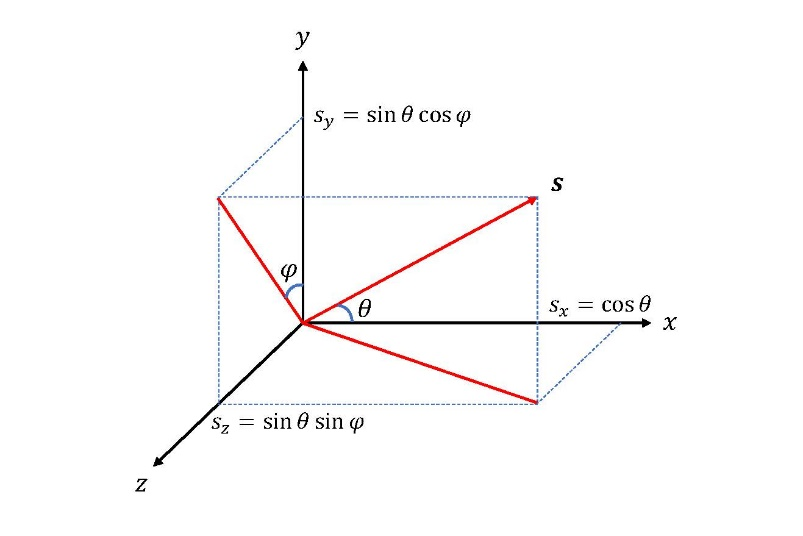 y
s_y = sin θ cos φ
s
φ
θ
s_x = cos θ
x
s_z = sin θ sin φ
z